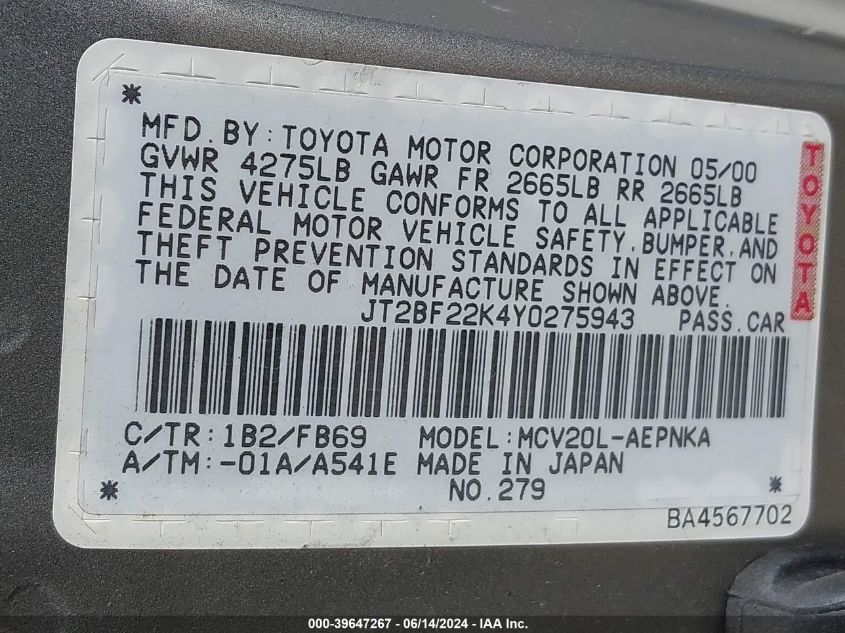 MFD. BY: TOYOTA MOTOR CORPORATION 05/00
GVWR 4275LB GAWR FR 2665LB RR 2665LB
THIS VEHICLE CONFORMS TO ALL APPLICABLE
FEDERAL MOTOR VEHICLE SAFETY, BUMPER, AND
THEFT PREVENTION STANDARDS IN EFFECT ON
THE DATE OF MANUFACTURE SHOWN ABOVE.
JT2BF22K4Y0275943 PASS. CAR
TOYOTA
C/TR: 1B2/FB69 MODEL: MCV20L-AEPNKA
A/TM: -01A/A541E MADE IN JAPAN
NO. 279
BA4567702
000-39647267 - 06/14/2024 - IAA Inc.